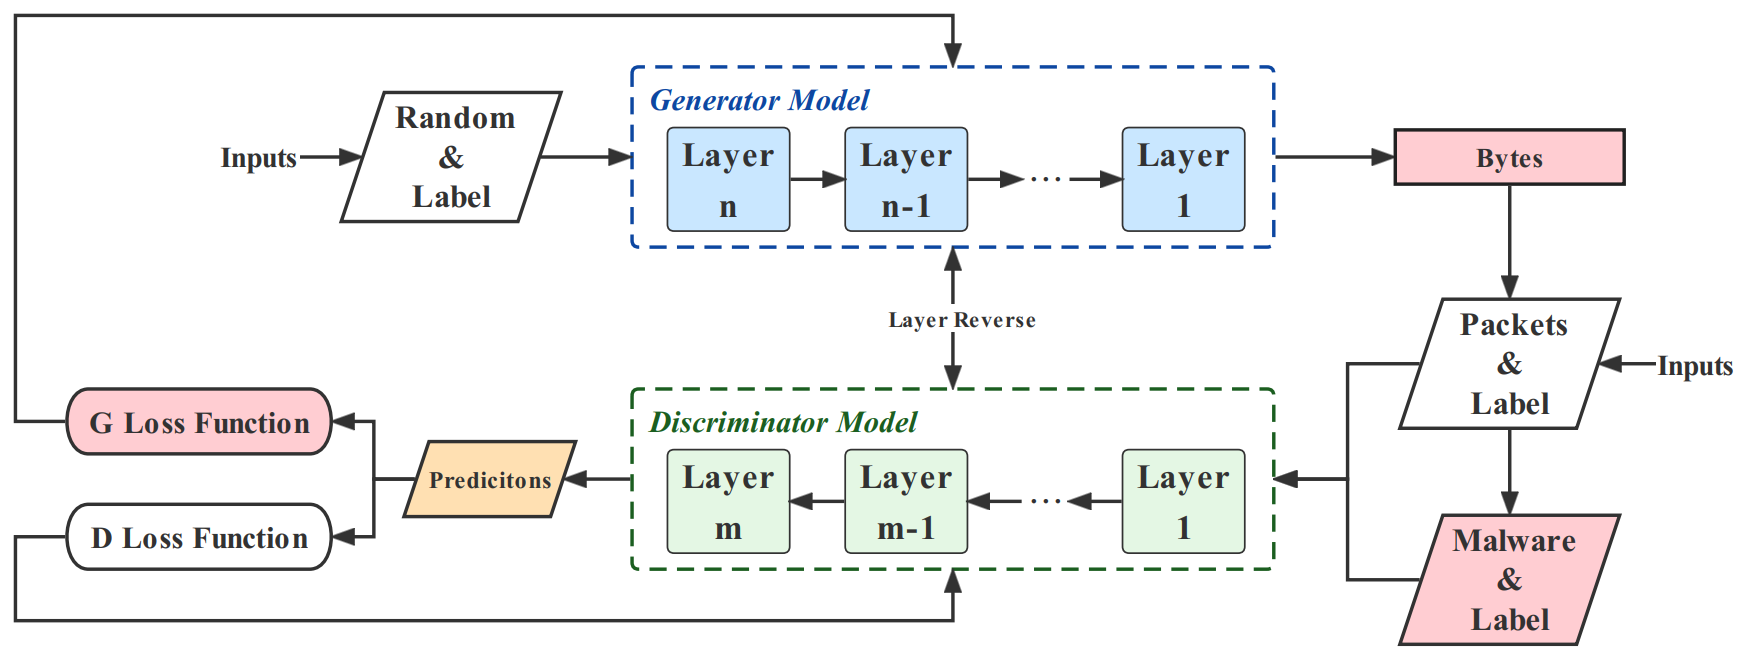 Inputs
Random
&
Label
Generator Model
Layer
n
Layer
n-1
...
Layer
1
Bytes
Layer Reverse
Packets
&
Label
Inputs
G Loss Function
D Loss Function
Predicitons
Discriminator Model
Layer
m
Layer
m-1
...
Layer
1
Malware
&
Label